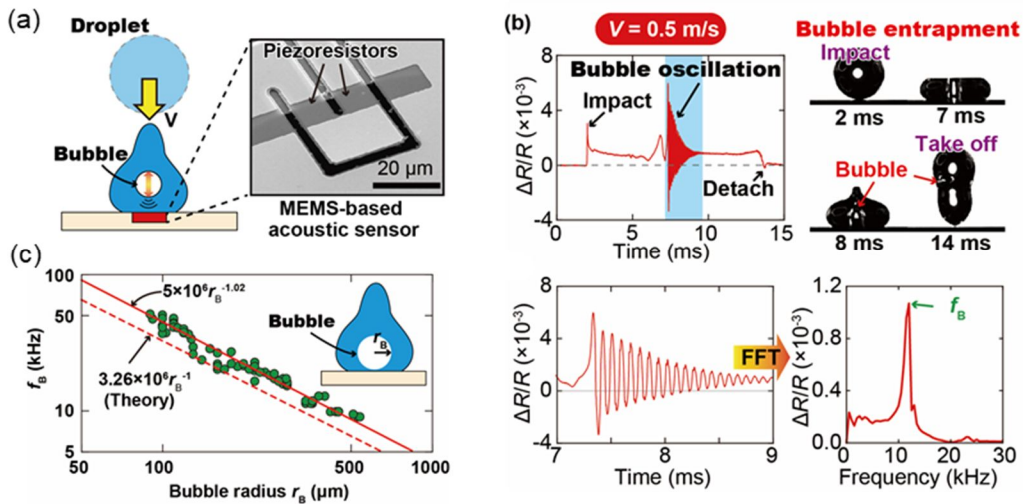 (a)
Droplet
V
Bubble
Piezoresistors
20 μm
MEMS-based
acoustic sensor
(b)
V = 0.5 m/s
ΔR/R (×10⁻³)
8
4
0
-4
Impact
Bubble oscillation
Detach
0
5
10
15
Time (ms)
Bubble entrapment
Impact
2 ms
7 ms
Take off
Bubble
8 ms
14 ms
ΔR/R (×10⁻³)
8
4
0
-4
7
8
9
Time (ms)
FFT
ΔR/R (×10⁻³)
1.2
0.8
0.4
0.0
f_B
0
10
20
30
Frequency (kHz)
(c)
f_B (kHz)
100
50
10
5
5×10⁶r_B⁻¹·⁰²
3.26×10⁶r_B⁻¹
(Theory)
Bubble
r_B
50
100
500
1000
Bubble radius r_B (μm)